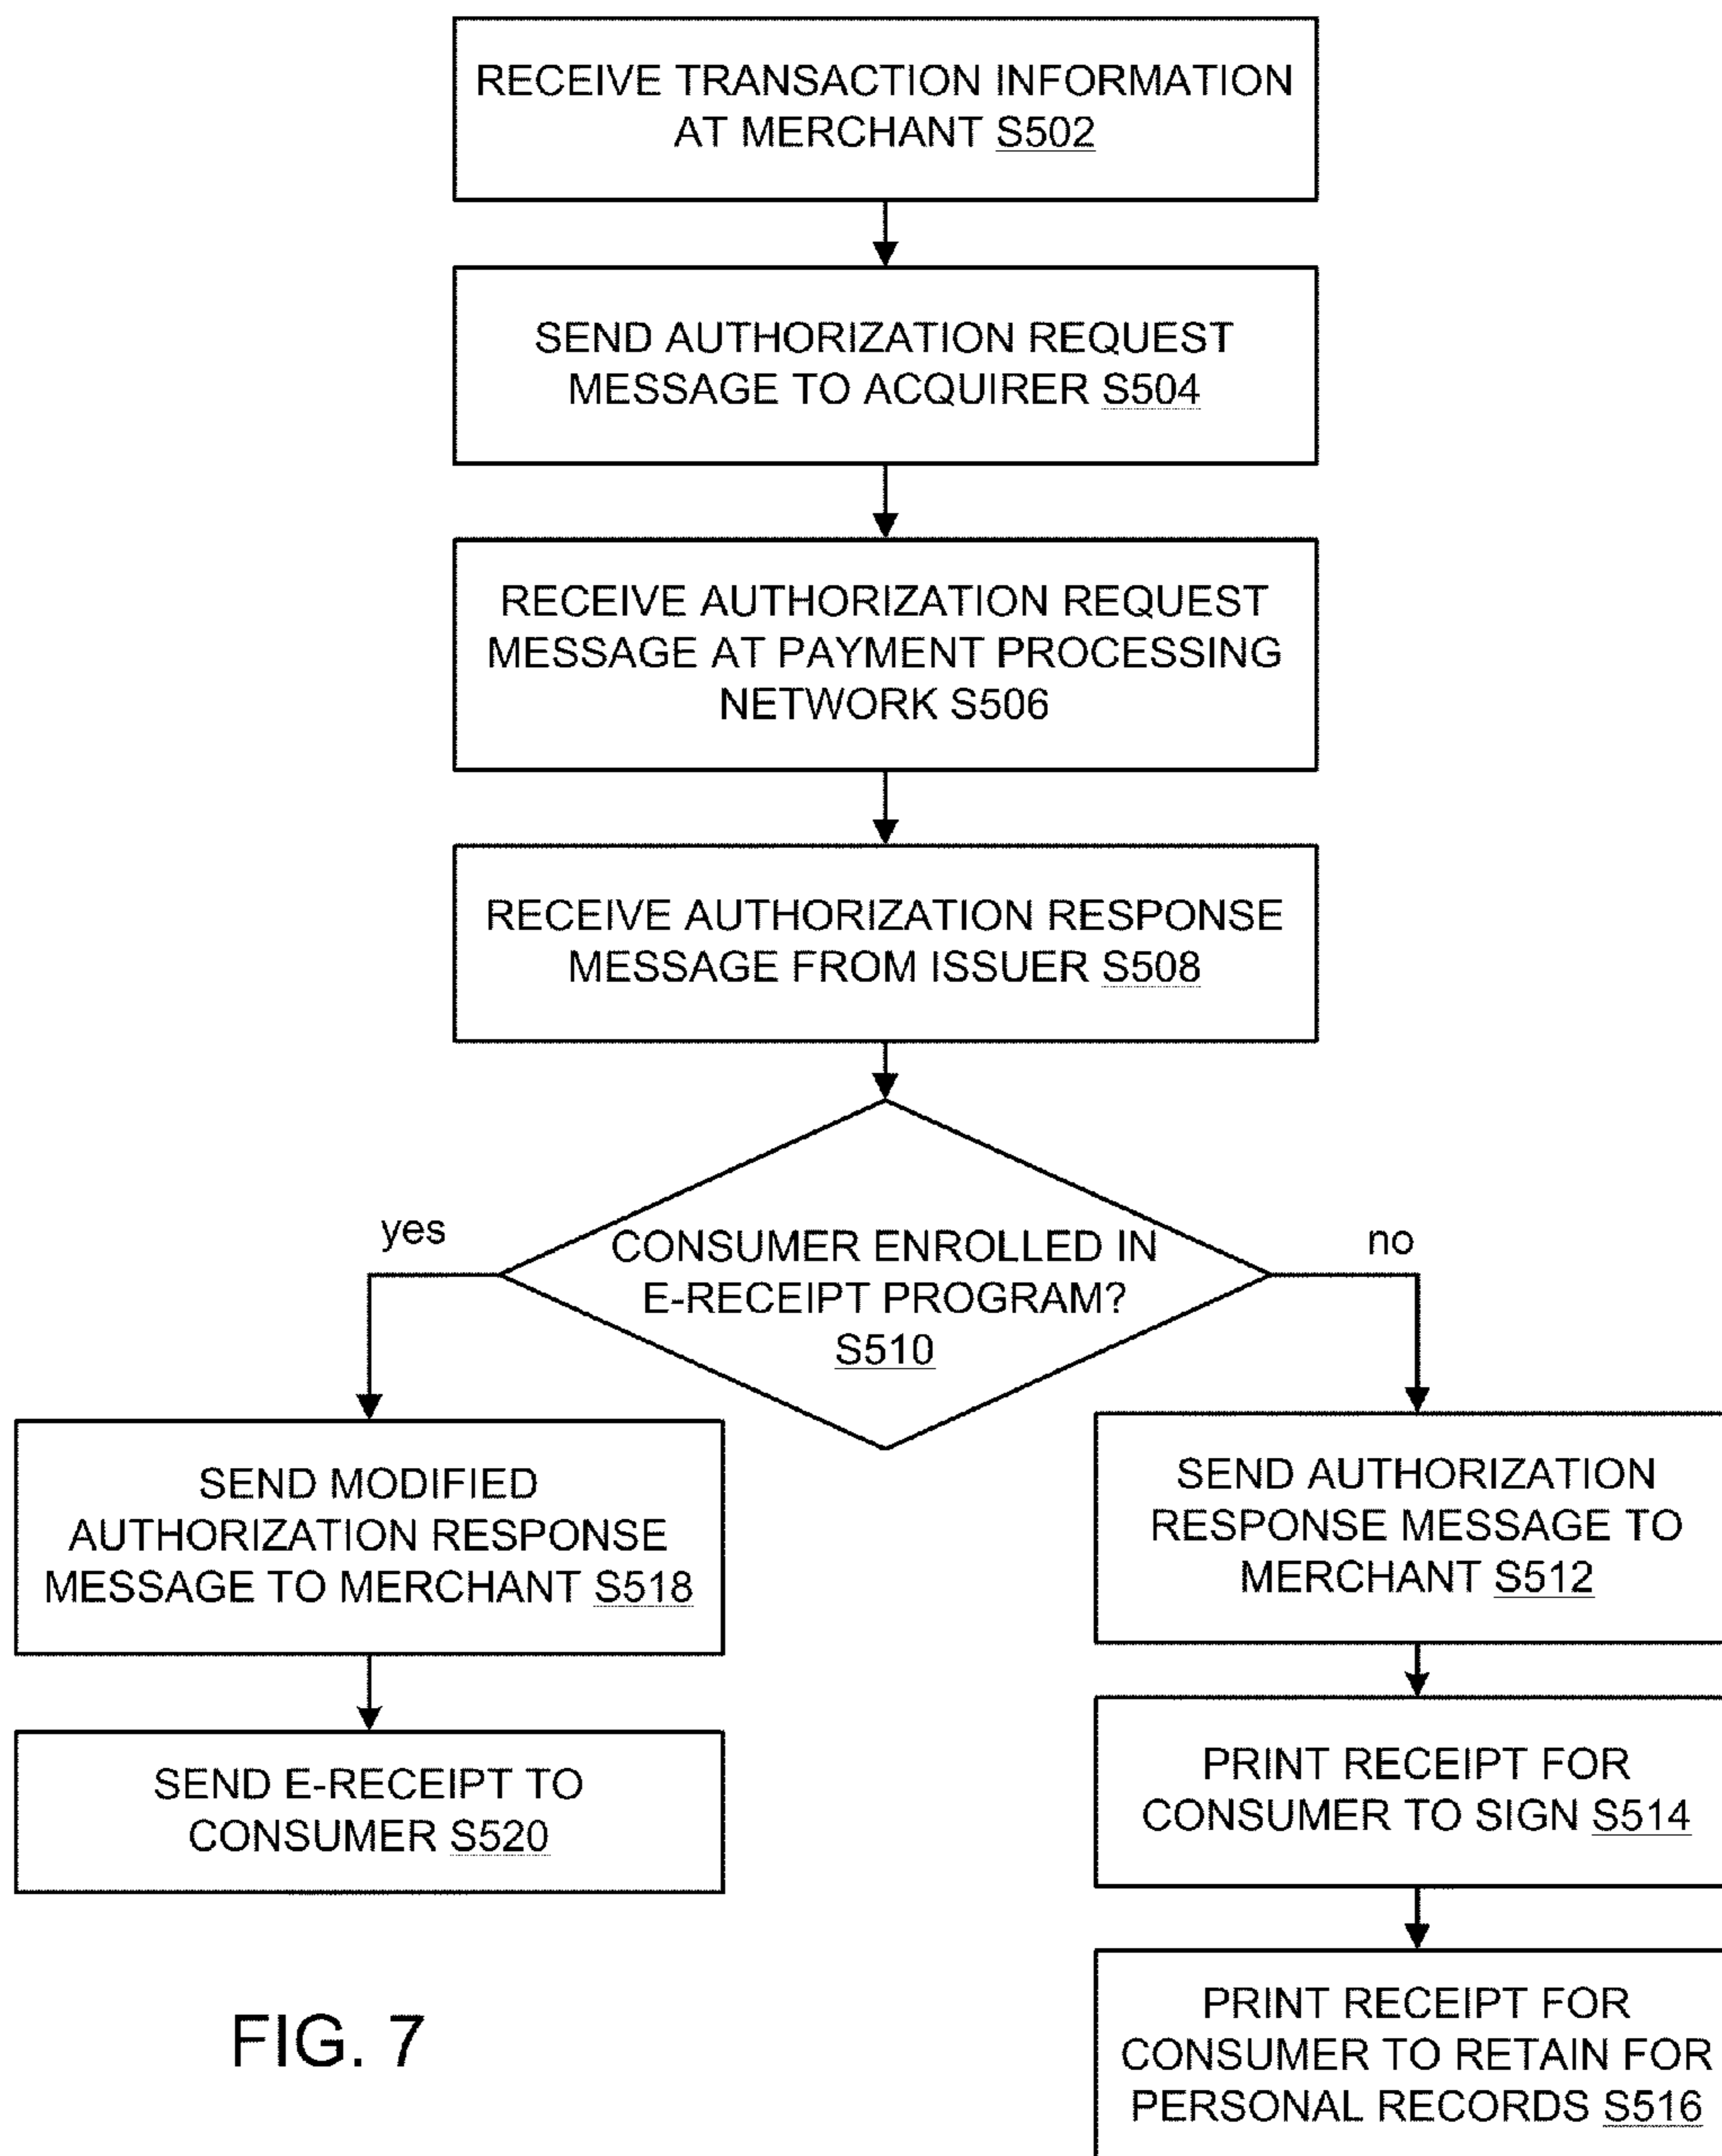 RECEIVE TRANSACTION INFORMATION
AT MERCHANT S502
SEND AUTHORIZATION REQUEST
MESSAGE TO ACQUIRER S504
RECEIVE AUTHORIZATION REQUEST
MESSAGE AT PAYMENT PROCESSING
NETWORK S506
RECEIVE AUTHORIZATION RESPONSE
MESSAGE FROM ISSUER S508
CONSUMER ENROLLED IN
E-RECEIPT PROGRAM?
S510
yes
SEND MODIFIED
AUTHORIZATION RESPONSE
MESSAGE TO MERCHANT S518
SEND E-RECEIPT TO
CONSUMER S520
no
SEND AUTHORIZATION
RESPONSE MESSAGE TO
MERCHANT S512
PRINT RECEIPT FOR
CONSUMER TO SIGN S514
PRINT RECEIPT FOR
CONSUMER TO RETAIN FOR
PERSONAL RECORDS S516
FIG. 7